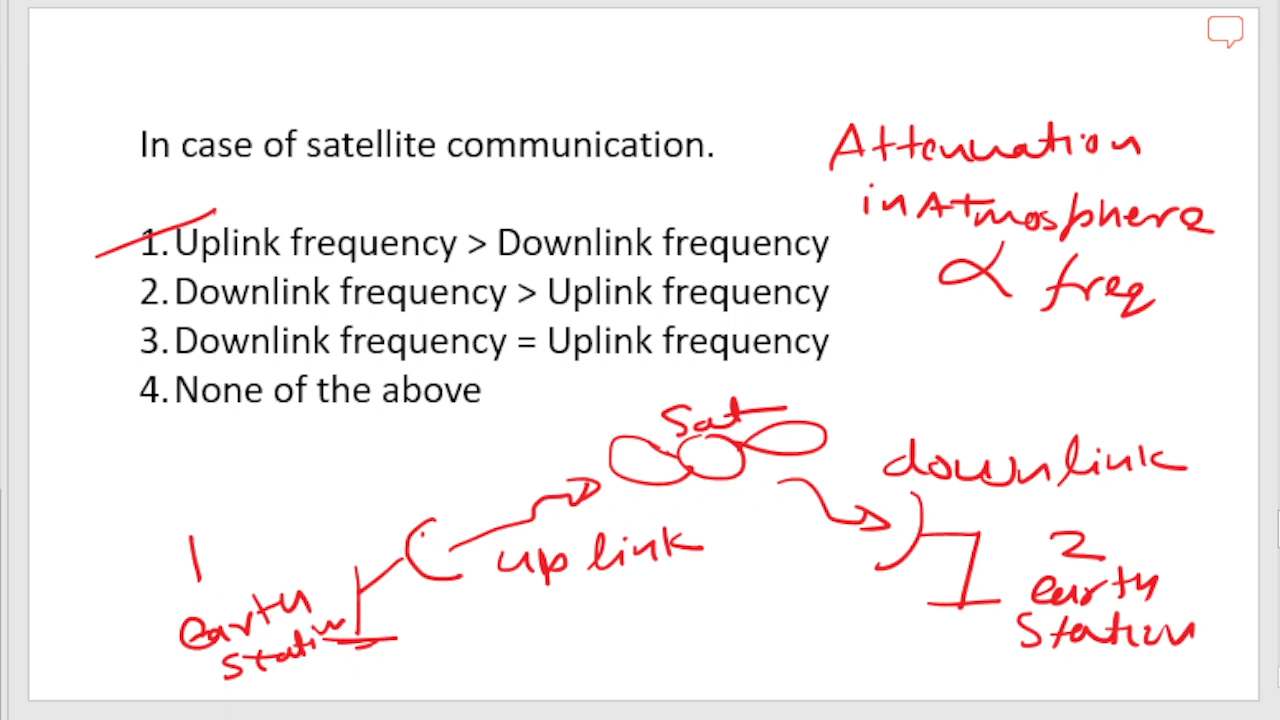 In case of satellite communication.
1. Uplink frequency > Downlink frequency
2. Downlink frequency > Uplink frequency
3. Downlink frequency = Uplink frequency
4. None of the above
Attenuation
in Atmosphere
∝ freq
Sat
uplink
downlink
1
earth
station
2
earth
station